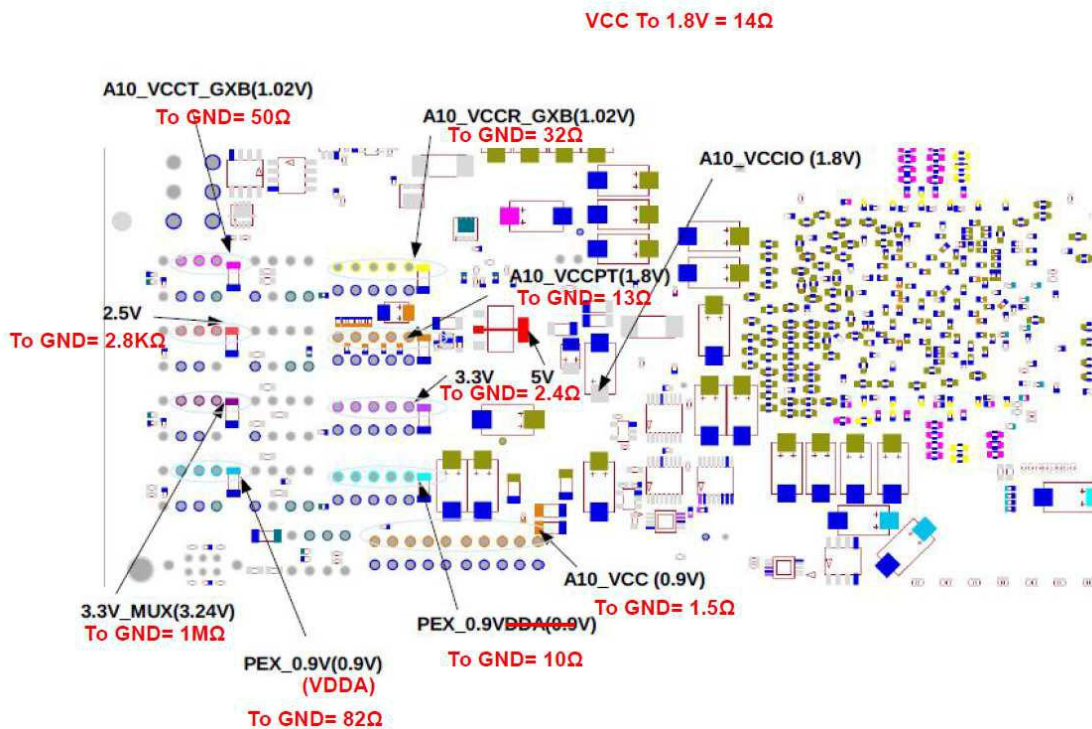 VCC To 1.8V = 14Ω
A10_VCCT_GXB(1.02V)
To GND= 50Ω
A10_VCCR_GXB(1.02V)
To GND= 32Ω
A10_VCCIO (1.8V)
A10_VCCPT(1.8V)
To GND= 13Ω
2.5V
To GND= 2.8KΩ
3.3V
5V
To GND= 2.4Ω
A10_VCC (0.9V)
To GND= 1.5Ω
3.3V_MUX(3.24V)
To GND= 1MΩ
PEX_0.9VDDA(0.9V)
To GND= 10Ω
PEX_0.9V(0.9V)
(VDDA)
To GND= 82Ω